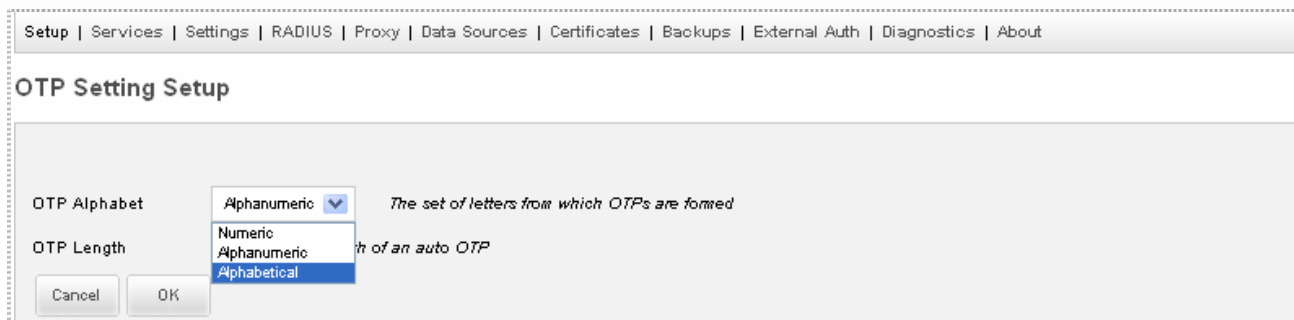 Setup | Services | Settings | RADIUS | Proxy | Data Sources | Certificates | Backups | External Auth | Diagnostics | About
OTP Setting Setup
OTP Alphabet Alphanumeric The set of letters from which OTPs are formed
Numeric
OTP Length Alphanumeric of an auto OTP
Alphabetical
Cancel OK